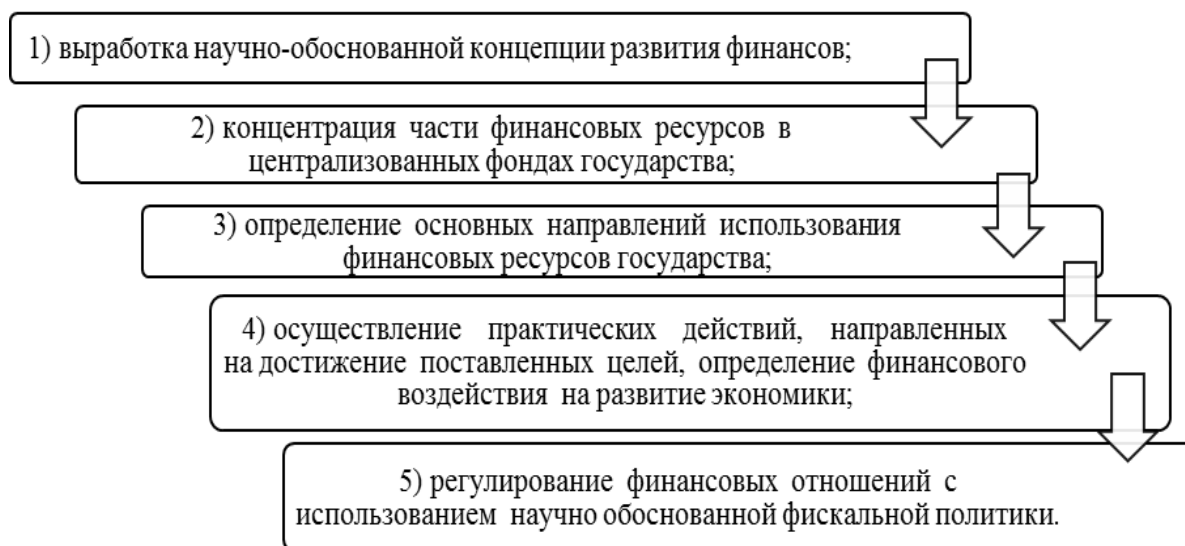 1) выработка научно-обоснованной концепции развития финансов;
2) концентрация части финансовых ресурсов в
централизованных фондах государства;
3) определение основных направлений использования
финансовых ресурсов государства;
4) осуществление практических действий, направленных
на достижение поставленных целей, определение финансового
воздействия на развитие экономики;
5) регулирование финансовых отношений с
использованием научно обоснованной фискальной политики.